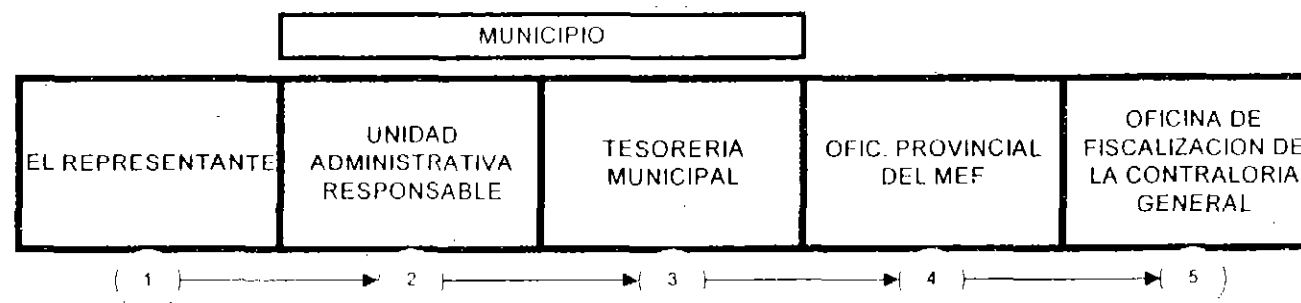 MUNICIPIO
EL REPRESENTANTE
UNIDAD
ADMINISTRATIVA
RESPONSABLE
TESORERIA
MUNICIPAL
OFIC. PROVINCIAL
DEL MEF
OFICINA DE
FISCALIZACION DE
LA CONTRALORIA
GENERAL
1 2 3 4 5